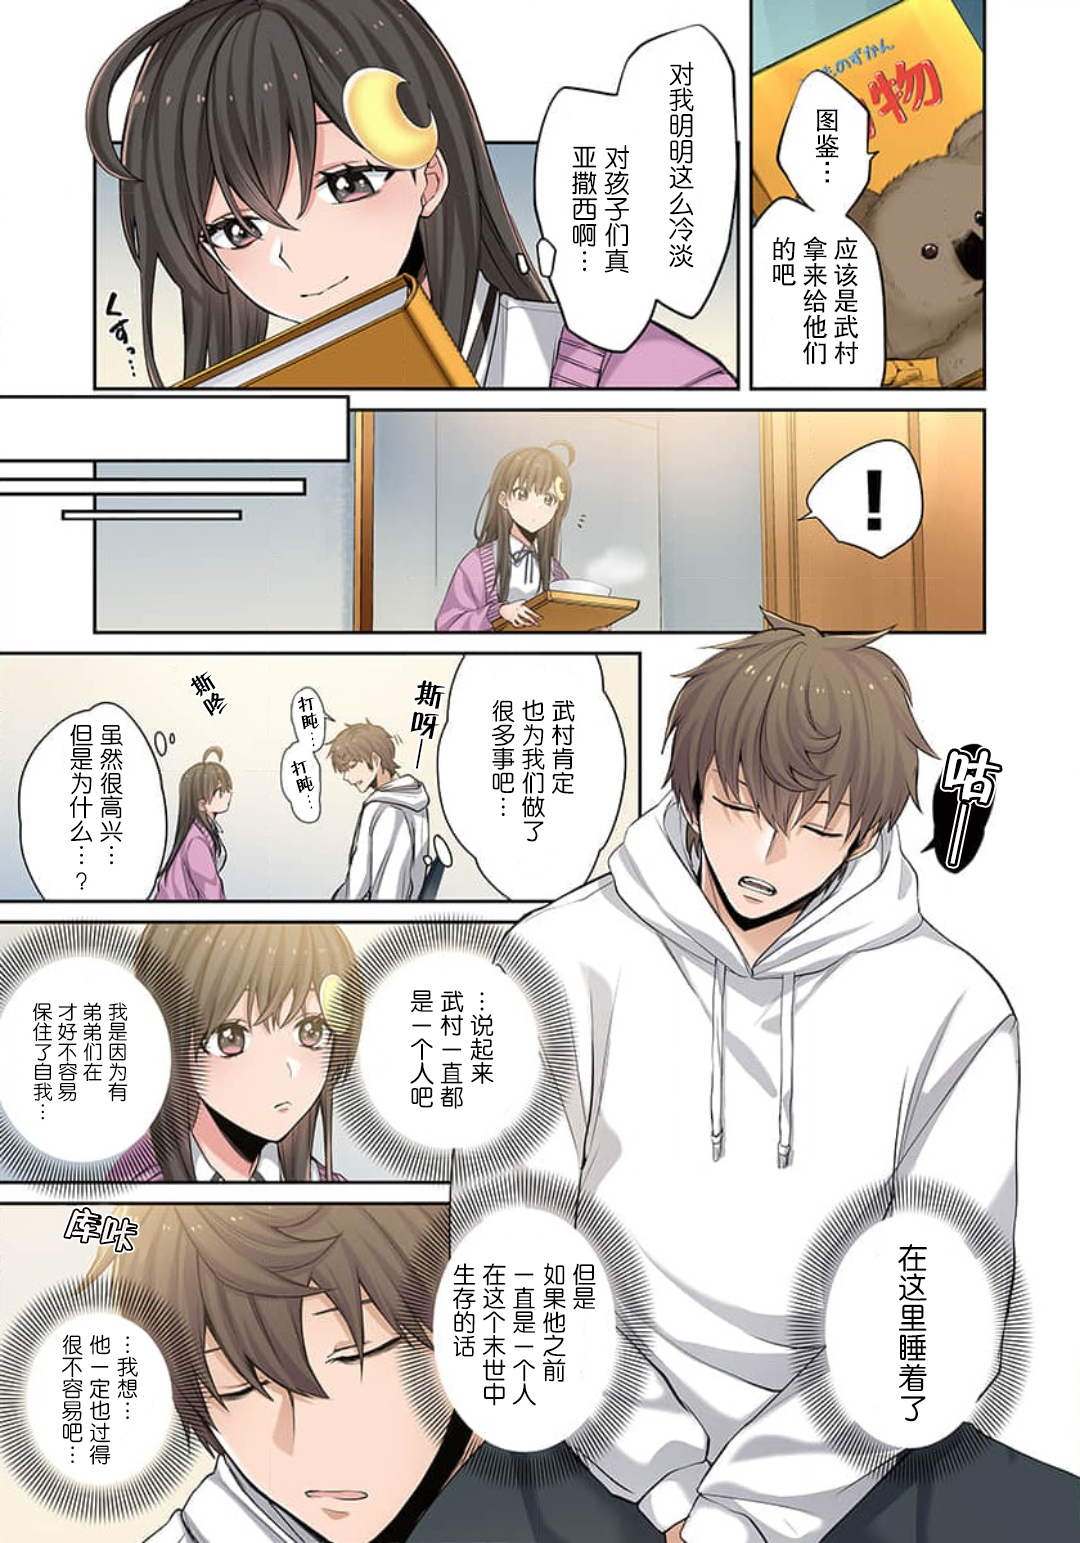 ものずかん
物
图鉴…
应该是武村
拿来给他们
的吧
对我明明这么冷淡
对孩子们真
亚撒西啊…
くすっ…
！
咕—
在这里睡着了
武村肯定
也为我们做了
很多事吧…
斯呀—
打盹…
打盹…
斯咚
虽然很高兴…
但是为什么…？
…说起来
武村一直都
是一个人吧
我是因为有
弟弟们在
才好不容易
保住了自我…
但是
如果他之前
一直是一个人
在这个末世中
生存的话
库咔
…我想…
他一定也过得
很不容易吧…